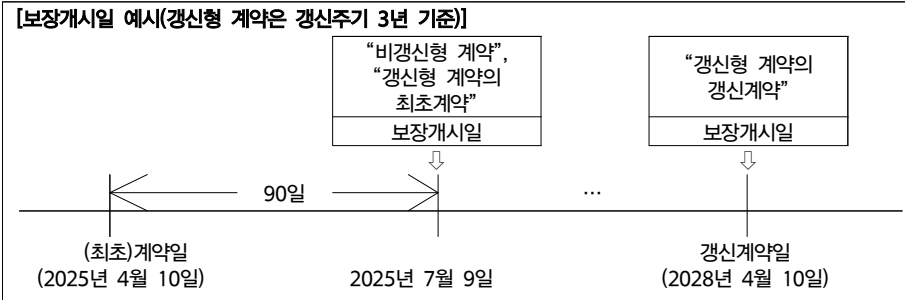 [보장개시일 예시(갱신형 계약은 갱신주기 3년 기준)]
“비갱신형 계약”,
“갱신형 계약의
최초계약”
보장개시일
“갱신형 계약의
갱신계약”
보장개시일
90일
…
(최초)계약일
(2025년 4월 10일)
2025년 7월 9일
갱신계약일
(2028년 4월 10일)